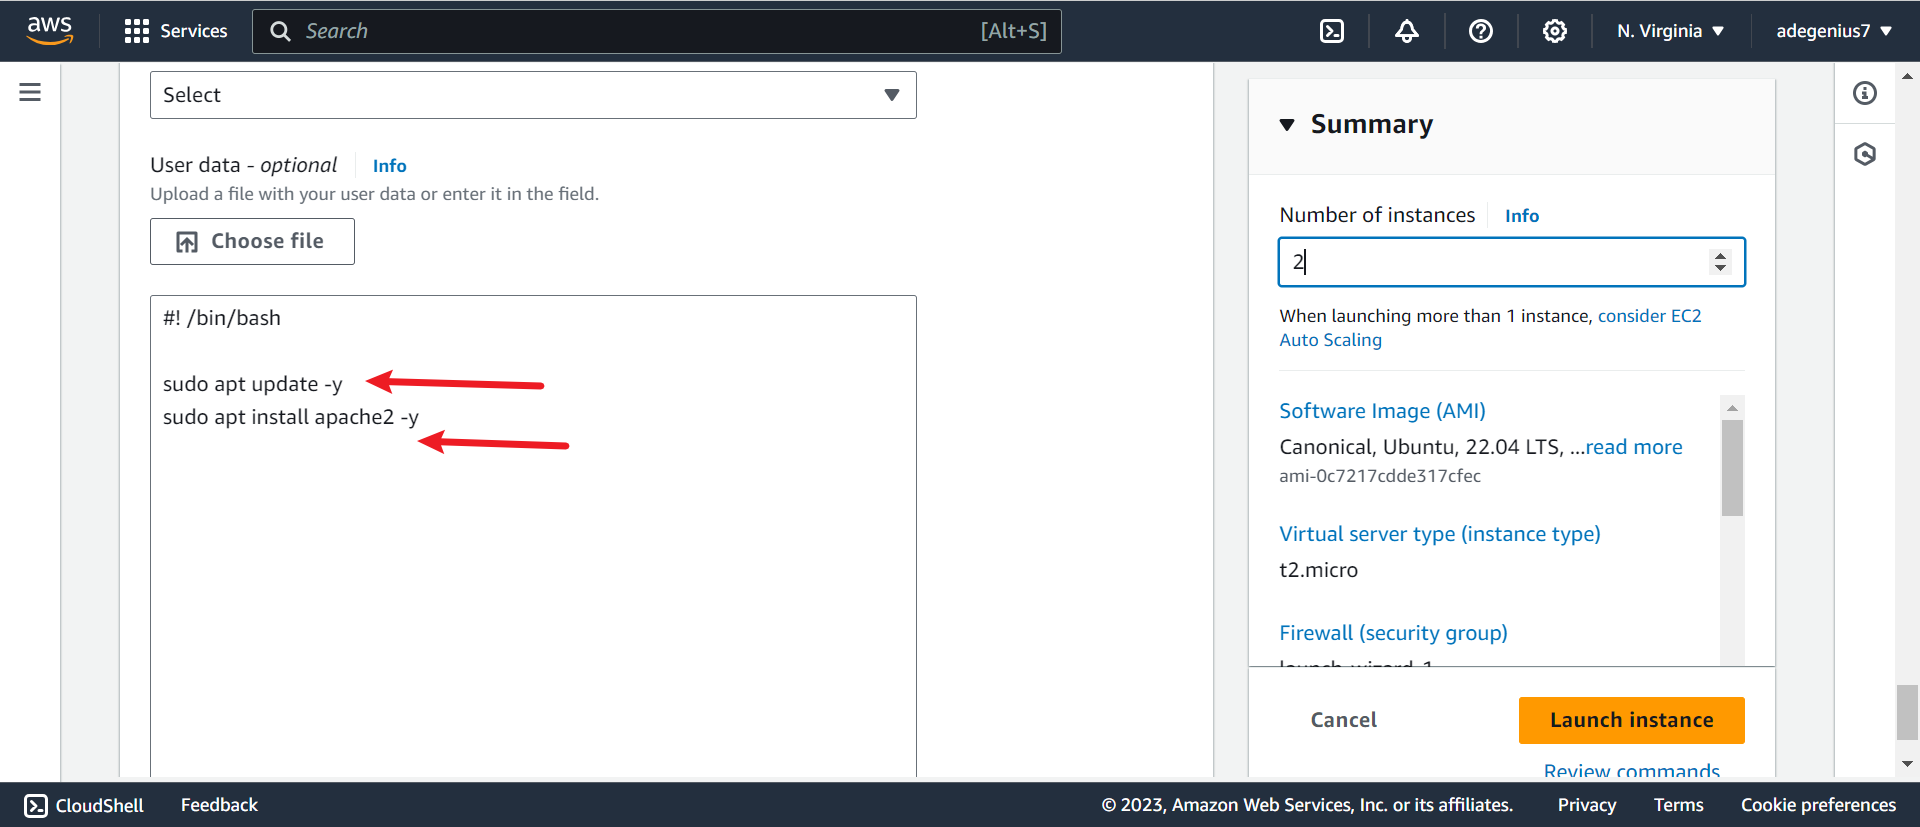 aws
Services
Search
[Alt+S]
N. Virginia
adegenius7
Select
User data - optional
Info
Upload a file with your user data or enter it in the field.
Choose file
#! /bin/bash
sudo apt update -y
sudo apt install apache2 -y
Summary
Number of instances
Info
2
When launching more than 1 instance, consider EC2
Auto Scaling
Software Image (AMI)
Canonical, Ubuntu, 22.04 LTS, ...read more
ami-0c7217cdde317cfec
Virtual server type (instance type)
t2.micro
Firewall (security group)
launch-wizard-1
Cancel
Launch instance
Review commands
CloudShell
Feedback
© 2023, Amazon Web Services, Inc. or its affiliates.
Privacy
Terms
Cookie preferences